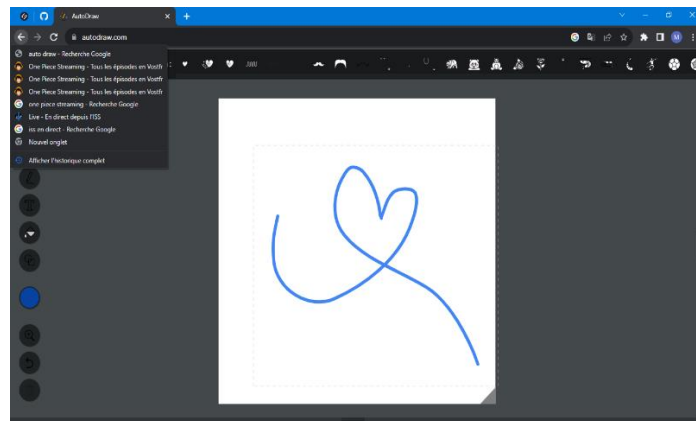 AutoDraw
autodraw.com
auto draw - Recherche Google
One Piece Streaming - Tous les épisodes en Vostfr
One Piece Streaming - Tous les épisodes en Vostfr
One Piece Streaming - Tous les épisodes en Vostfr
one piece streaming - Recherche Google
Live - En direct depuis l'ISS
iss en direct - Recherche Google
Nouvel onglet
Afficher l'historique complet
T
M